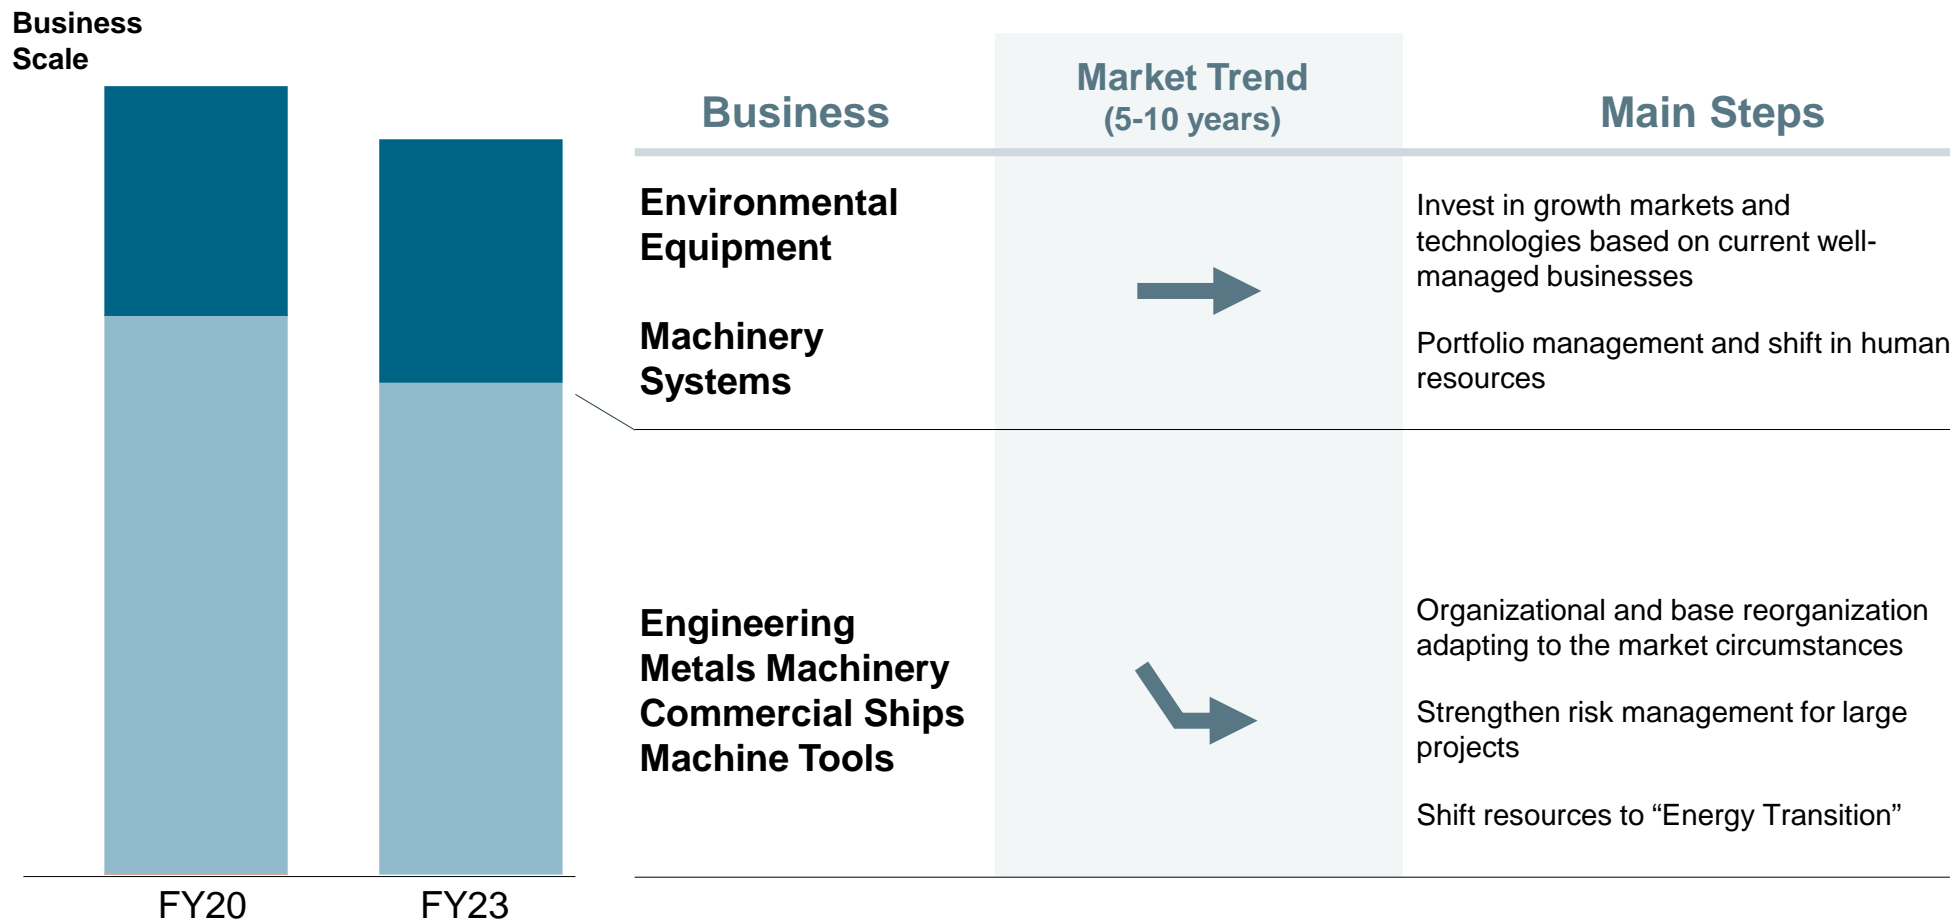 Business
Scale
Business
Market Trend
(5-10 years)
Main Steps
Environmental
Equipment
Invest in growth markets and
technologies based on current well-
managed businesses
Machinery
Systems
Portfolio management and shift in human
resources
Engineering
Metals Machinery
Commercial Ships
Machine Tools
Organizational and base reorganization
adapting to the market circumstances
Strengthen risk management for large
projects
Shift resources to “Energy Transition”
FY20
FY23